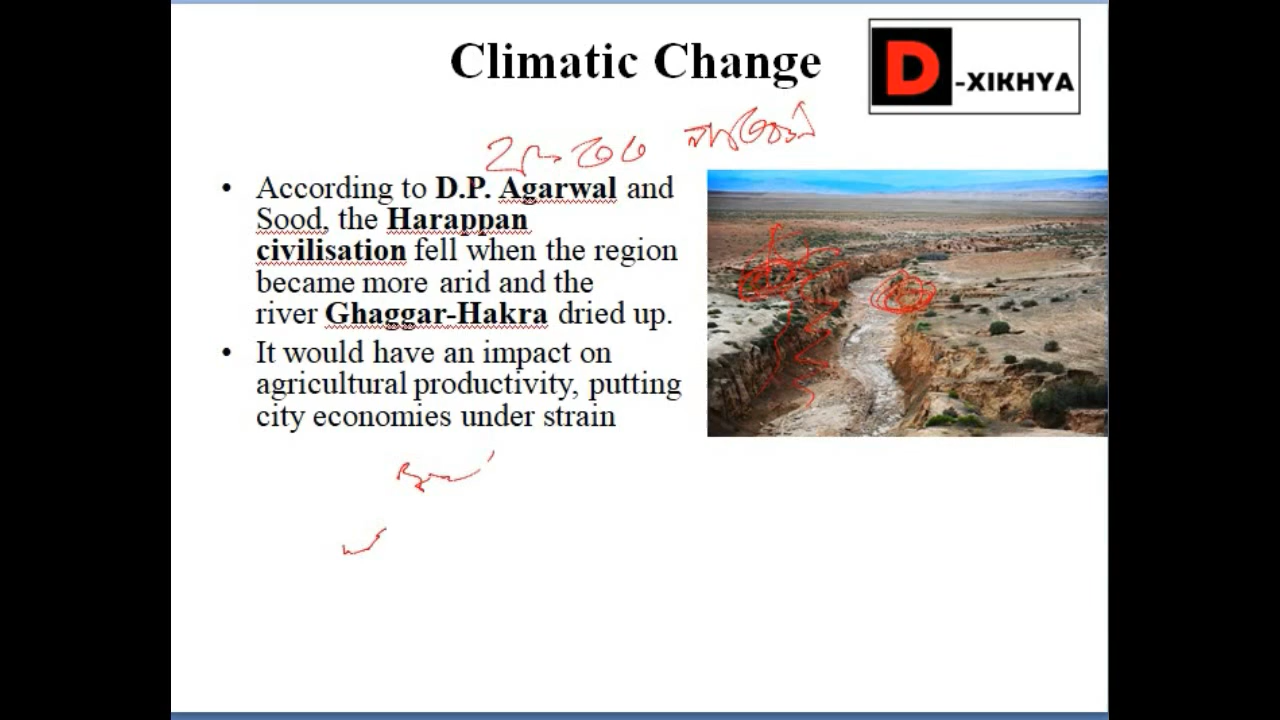 Climatic Change
D-XIKHYA
• According to D.P. Agarwal and
Sood, the Harappan
civilisation fell when the region
became more arid and the
river Ghaggar-Hakra dried up.
• It would have an impact on
agricultural productivity, putting
city economies under strain